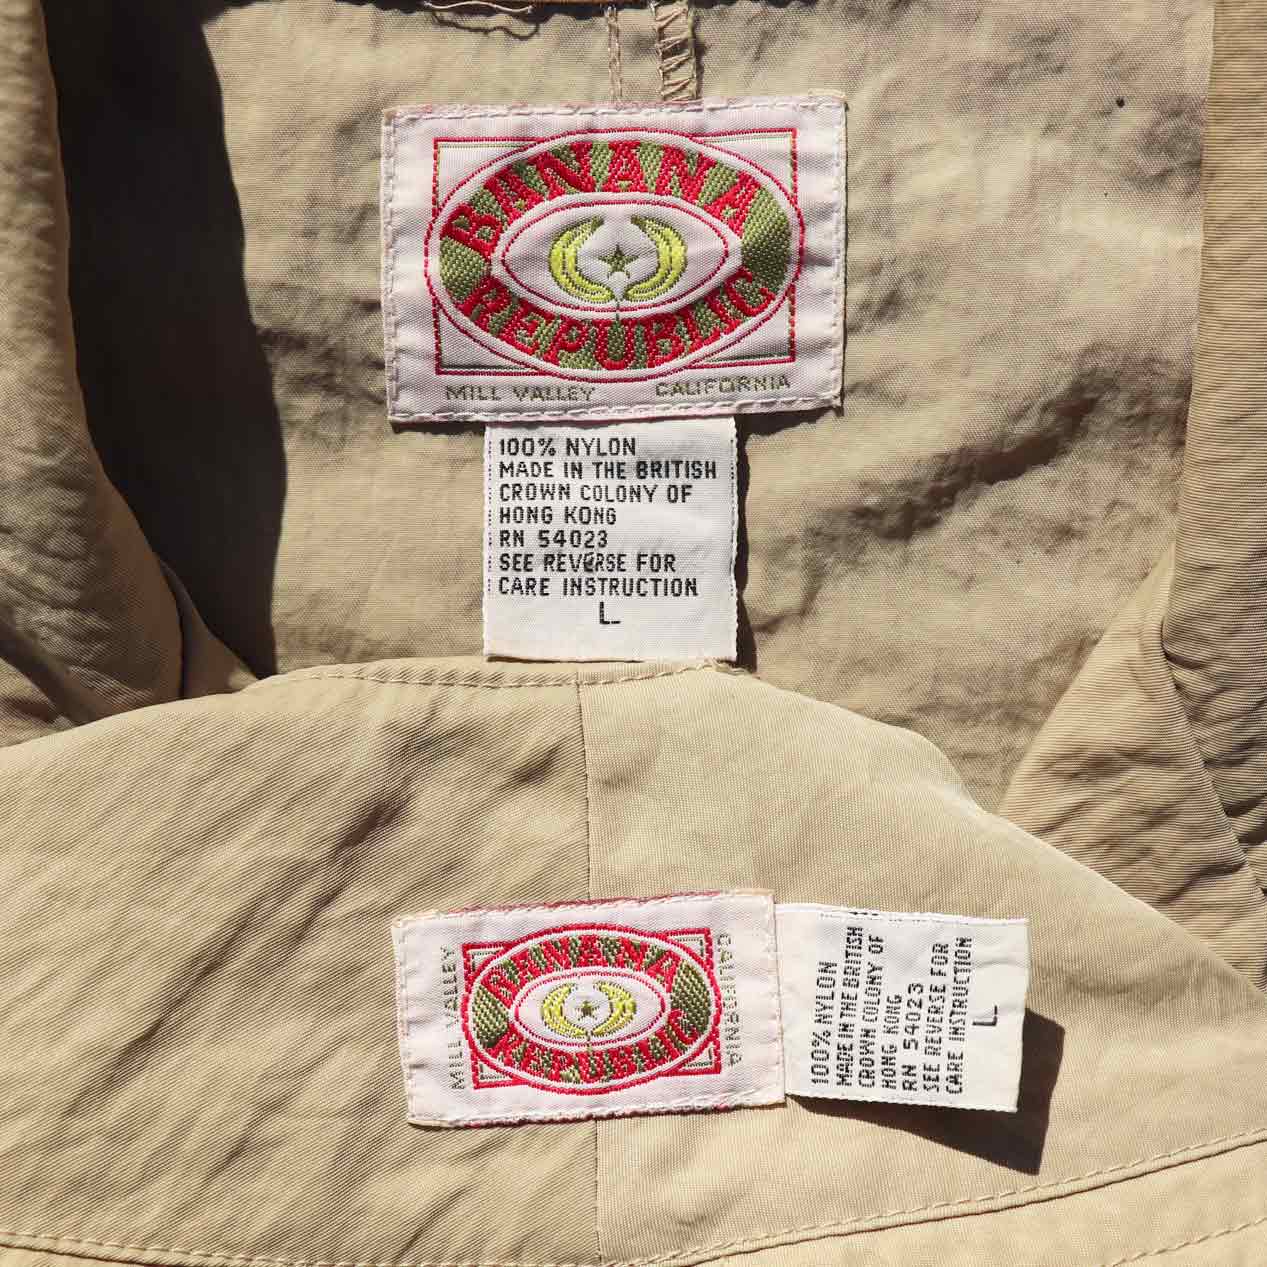 BANANA
REPUBLIC
MILL VALLEY CALIFORNIA
100% NYLON
MADE IN THE BRITISH
CROWN COLONY OF
HONG KONG
RN 54023
SEE REVERSE FOR
CARE INSTRUCTION
L
BANANA
REPUBLIC
MILL VALLEY
CALIFORNIA
100% NYLON
MADE IN THE BRITISH
CROWN COLONY OF
HONG KONG
RN 54023
SEE REVERSE FOR
CARE INSTRUCTION
L